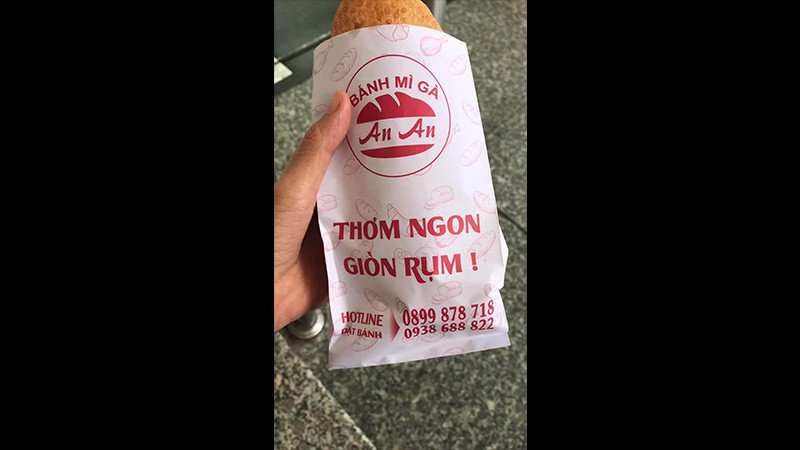 BÁNH MÌ GÀ
An An
THƠM NGON
GIÒN RỤM !
HOTLINE
ĐẶT BÁNH
0899 878 718
0938 688 822